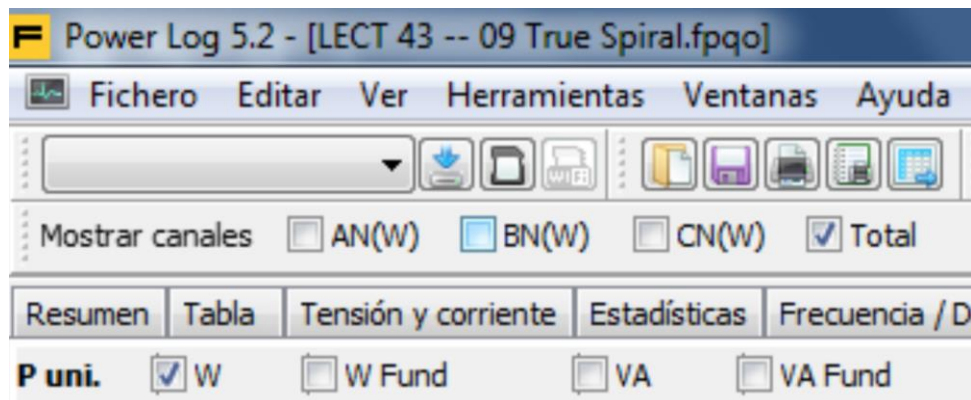 Power Log 5.2 - [LECT 43 -- 09 True Spiral.fpqo]
Fichero Editar Ver Herramientas Ventanas Ayuda
WIFI
Mostrar canales AN(W) BN(W) CN(W) Total
Resumen Tabla Tensión y corriente Estadísticas Frecuencia / D
P uni. W W Fund VA VA Fund